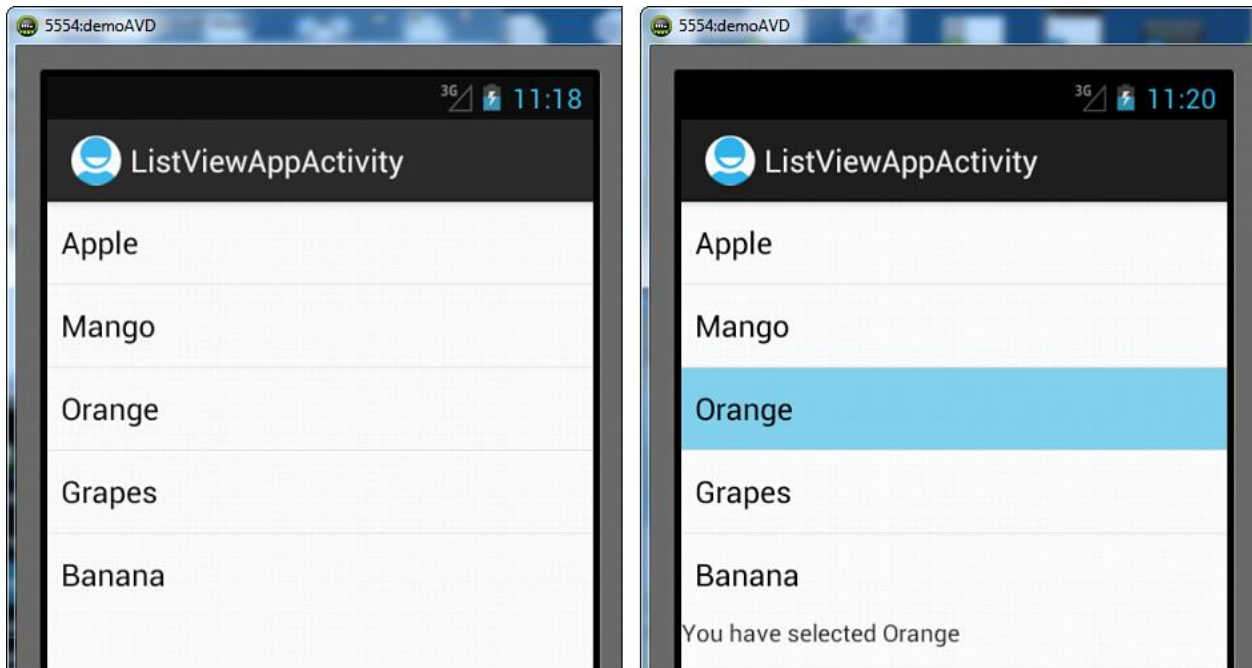 5554:demoAVD
3G 11:18
ListViewAppActivity
Apple
Mango
Orange
Grapes
Banana
5554:demoAVD
3G 11:20
ListViewAppActivity
Apple
Mango
Orange
Grapes
Banana
You have selected Orange